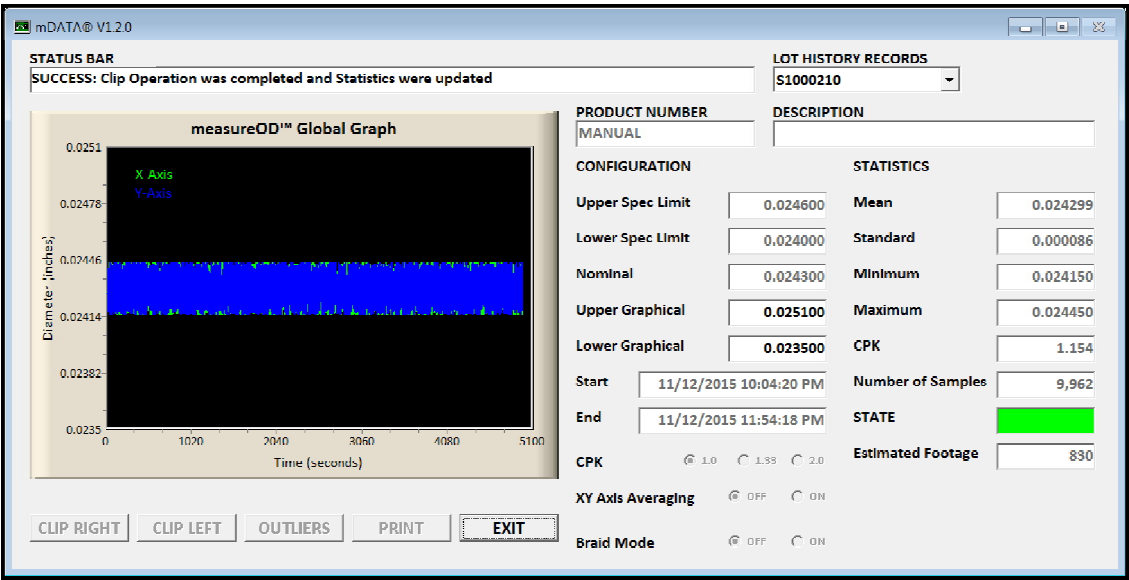 mDATA® V1.2.0
STATUS BAR
SUCCESS: Clip Operation was completed and Statistics were updated
LOT HISTORY RECORDS
S1000210
PRODUCT NUMBER
MANUAL
DESCRIPTION
measureOD™ Global Graph
X Axis
Y-Axis
0.0251
0.02478
0.02446
0.02414
0.02382
0.0235
Diameter (inches)
0 1020 2040 3060 4080 5100
Time (seconds)
CONFIGURATION
Upper Spec Limit 0.024600
Lower Spec Limit 0.024000
Nominal 0.024300
Upper Graphical 0.025100
Lower Graphical 0.023500
Start 11/12/2015 10:04:20 PM
End 11/12/2015 11:54:18 PM
CPK 1.0 1.33 2.0
XY Axis Averaging OFF ON
Braid Mode OFF ON
STATISTICS
Mean 0.024299
Standard 0.000086
Minimum 0.024150
Maximum 0.024450
CPK 1.154
Number of Samples 9,962
STATE
Estimated Footage 830
CLIP RIGHT CLIP LEFT OUTLIERS PRINT EXIT